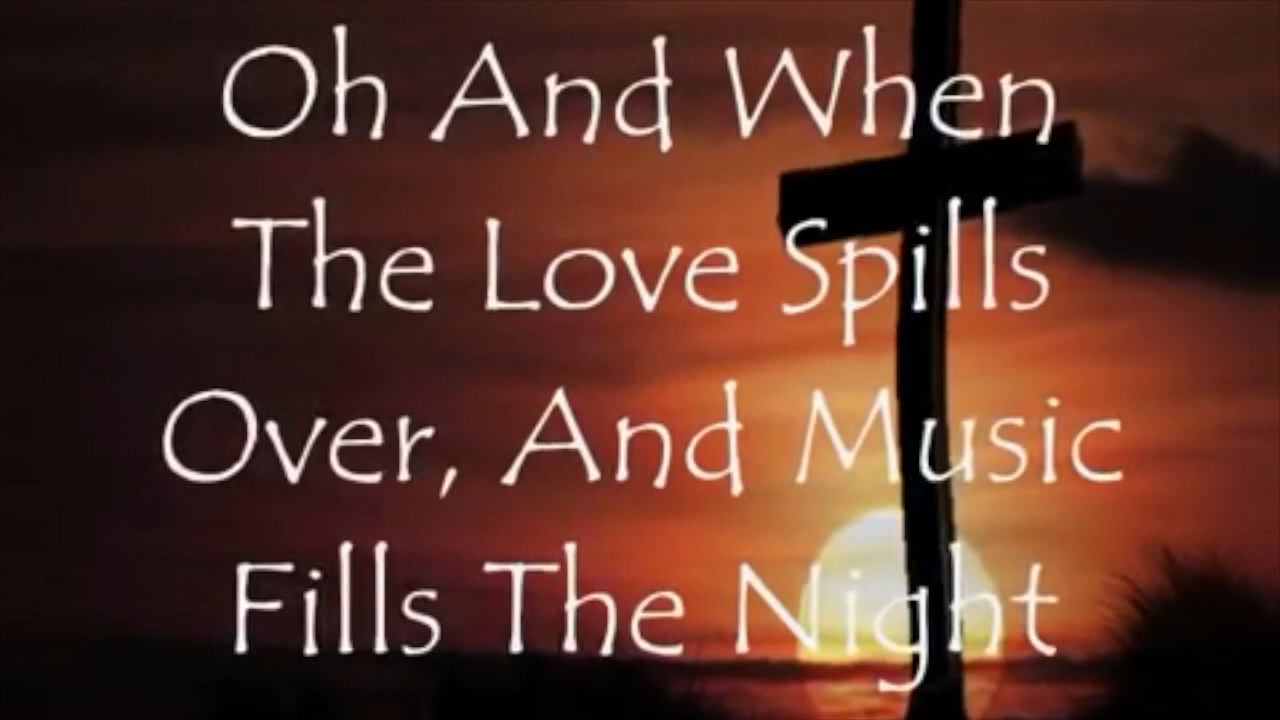 Oh And When
The Love Spills
Over, And Music
Fills The Night